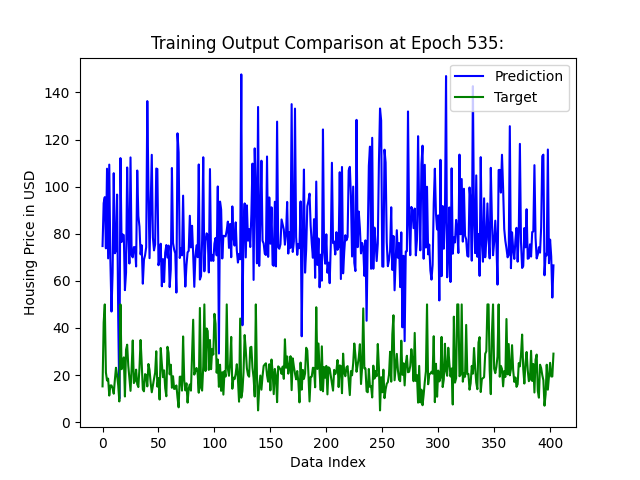 Training Output Comparison at Epoch 535:
Prediction
Target
Housing Price in USD
140
120
100
80
60
40
20
0
0 50 100 150 200 250 300 350 400
Data Index